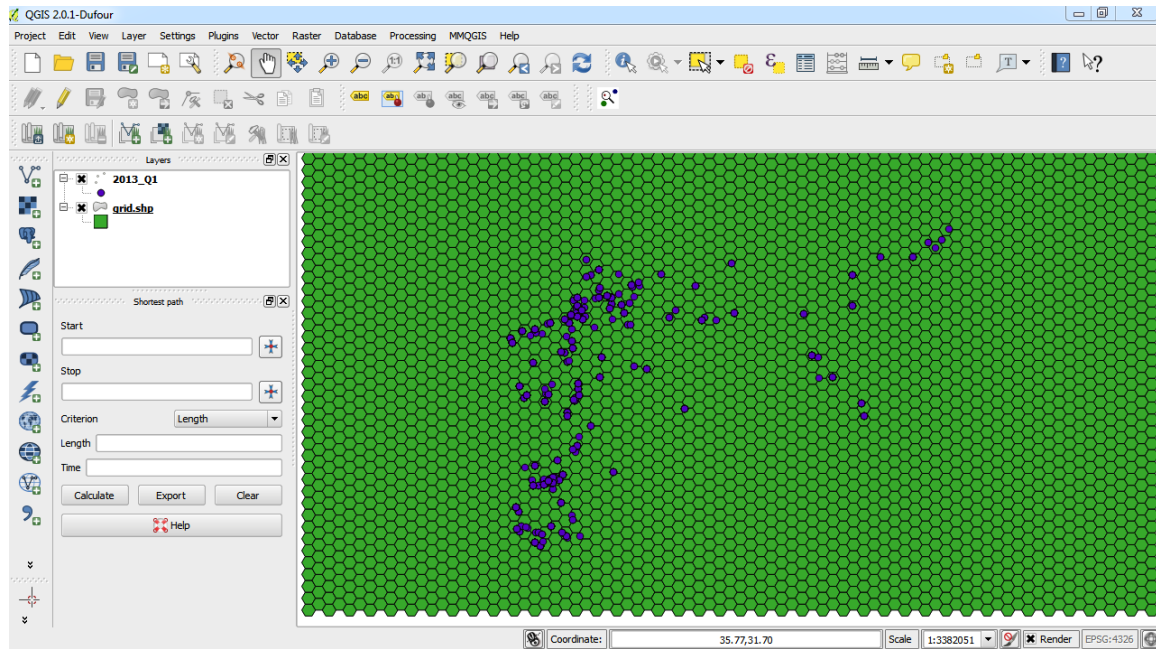 QGIS 2.0.1-Dufour
Project Edit View Layer Settings Plugins Vector Raster Database Processing MMQGIS Help
Layers
2013_Q1
grid.shp
Shortest path
Start
Stop
Criterion Length
Length
Time
Calculate Export Clear
Help
Coordinate: 35.77,31.70 Scale 1:3382051 Render EPSG:4326